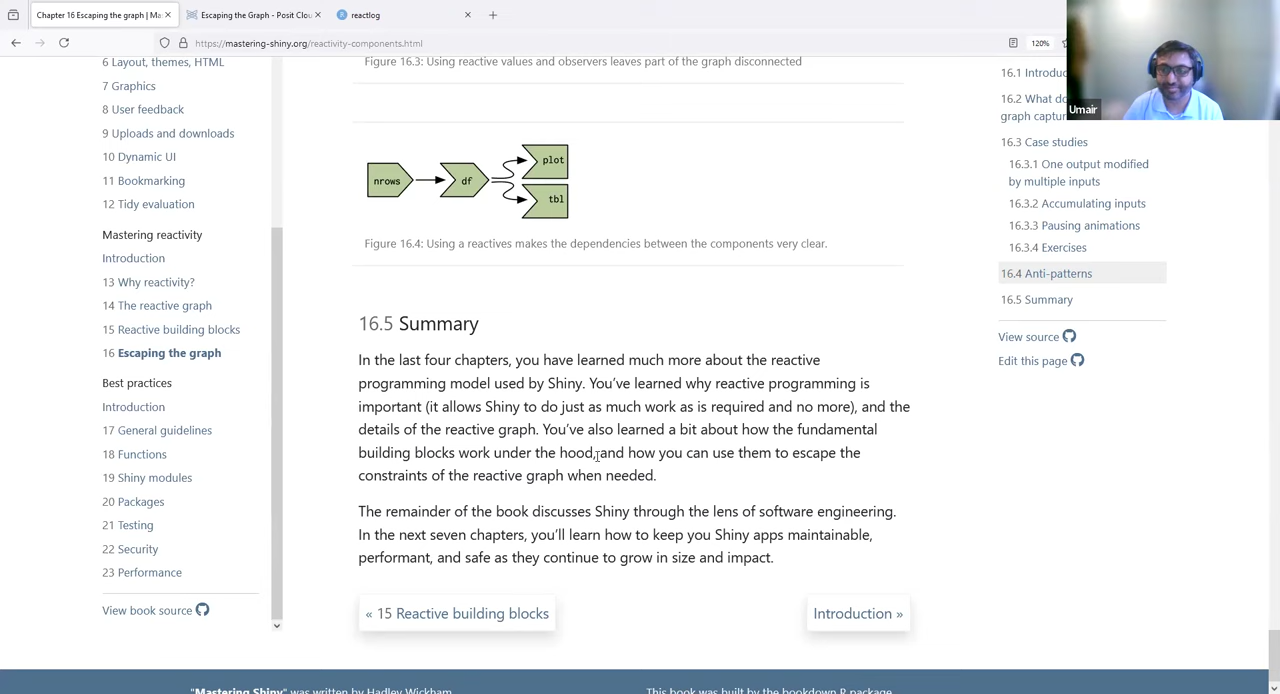 Chapter 16 Escaping the graph | Ma
Escaping the Graph - Posit Clou
reactlog
https://mastering-shiny.org/reactivity-components.html
120%
Umair
6 Layout, themes, HTML
7 Graphics
8 User feedback
9 Uploads and downloads
10 Dynamic UI
11 Bookmarking
12 Tidy evaluation
Mastering reactivity
Introduction
13 Why reactivity?
14 The reactive graph
15 Reactive building blocks
16 Escaping the graph
Best practices
Introduction
17 General guidelines
18 Functions
19 Shiny modules
20 Packages
21 Testing
22 Security
23 Performance
View book source
Figure 16.3: Using reactive values and observers leaves part of the graph disconnected
nrows
df
plot
tbl
Figure 16.4: Using a reactives makes the dependencies between the components very clear.
16.5 Summary
In the last four chapters, you have learned much more about the reactive
programming model used by Shiny. You've learned why reactive programming is
important (it allows Shiny to do just as much work as is required and no more), and the
details of the reactive graph. You've also learned a bit about how the fundamental
building blocks work under the hood, and how you can use them to escape the
constraints of the reactive graph when needed.
The remainder of the book discusses Shiny through the lens of software engineering.
In the next seven chapters, you'll learn how to keep you Shiny apps maintainable,
performant, and safe as they continue to grow in size and impact.
« 15 Reactive building blocks
Introduction »
16.1 Introdu
16.2 What do
graph captur
16.3 Case studies
16.3.1 One output modified
by multiple inputs
16.3.2 Accumulating inputs
16.3.3 Pausing animations
16.3.4 Exercises
16.4 Anti-patterns
16.5 Summary
View source
Edit this page
"Mastering Shiny" was written by Hadley Wickham.
This book was built by the bookdown R package.